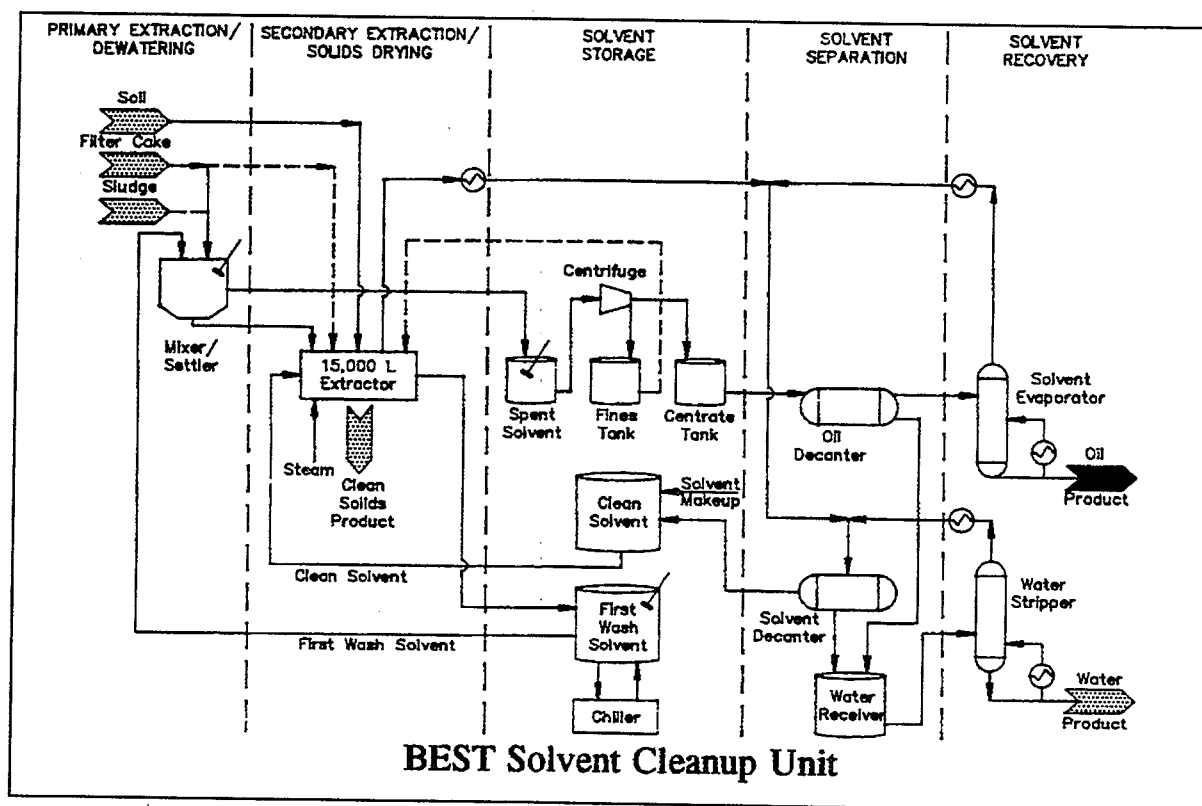 PRIMARY EXTRACTION/
DEWATERING
SECONDARY EXTRACTION/
SOLIDS DRYING
SOLVENT
STORAGE
SOLVENT
SEPARATION
SOLVENT
RECOVERY
Soil
Filter Cake
Sludge
Mixer/
Settler
15,000 L
Extractor
Steam
Clean
Solids
Product
Centrifuge
Spent
Solvent
Fines
Tank
Centrate
Tank
Oil
Decanter
Solvent
Evaporator
Oil
Product
Clean
Solvent
Solvent
Makeup
Clean Solvent
First
Wash
Solvent
First Wash Solvent
Chiller
Solvent
Decanter
Water
Receiver
Water
Stripper
Water
Product
BEST Solvent Cleanup Unit